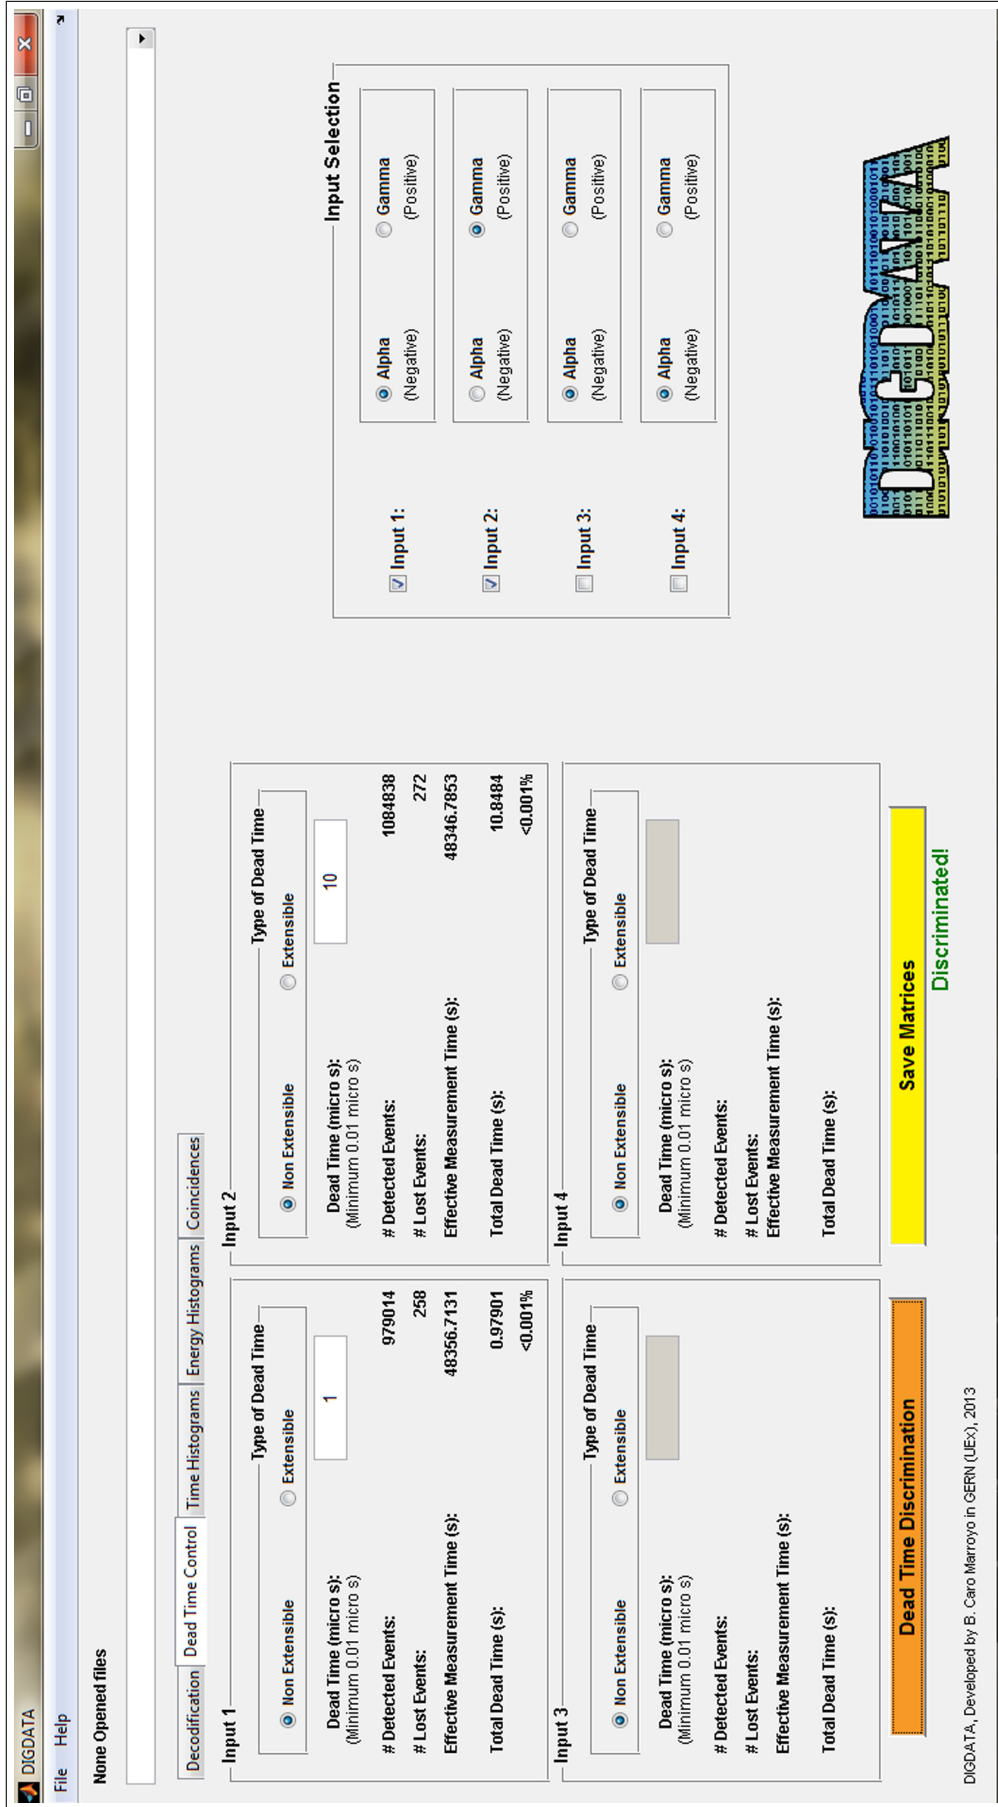 DIGDATA
File Help
None Opened files
Decodification Dead Time Control Time Histograms Energy Histograms Coincidences
Input 1
Type of Dead Time
Non Extensible Extensible
Dead Time (micro s): 1
(Minimum 0.01 micro s)
# Detected Events: 979014
# Lost Events: 258
Effective Measurement Time (s): 48356.7131
Total Dead Time (s): 0.97901
<0.001%
Input 2
Type of Dead Time
Non Extensible Extensible
Dead Time (micro s): 10
(Minimum 0.01 micro s)
# Detected Events: 1084838
# Lost Events: 272
Effective Measurement Time (s): 48346.7853
Total Dead Time (s): 10.8484
<0.001%
Input 3
Type of Dead Time
Non Extensible Extensible
Dead Time (micro s):
(Minimum 0.01 micro s)
# Detected Events:
# Lost Events:
Effective Measurement Time (s):
Total Dead Time (s):
Input 4
Type of Dead Time
Non Extensible Extensible
Dead Time (micro s):
(Minimum 0.01 micro s)
# Detected Events:
# Lost Events:
Effective Measurement Time (s):
Total Dead Time (s):
Dead Time Discrimination
Save Matrices
Discriminated!
Input Selection
Input 1: Alpha Gamma
(Negative) (Positive)
Input 2: Alpha Gamma
(Negative) (Positive)
Input 3: Alpha Gamma
(Negative) (Positive)
Input 4: Alpha Gamma
(Negative) (Positive)
DIGDATA
DIGDATA, Developed by B. Caro Marroyo in GERN (UEx), 2013